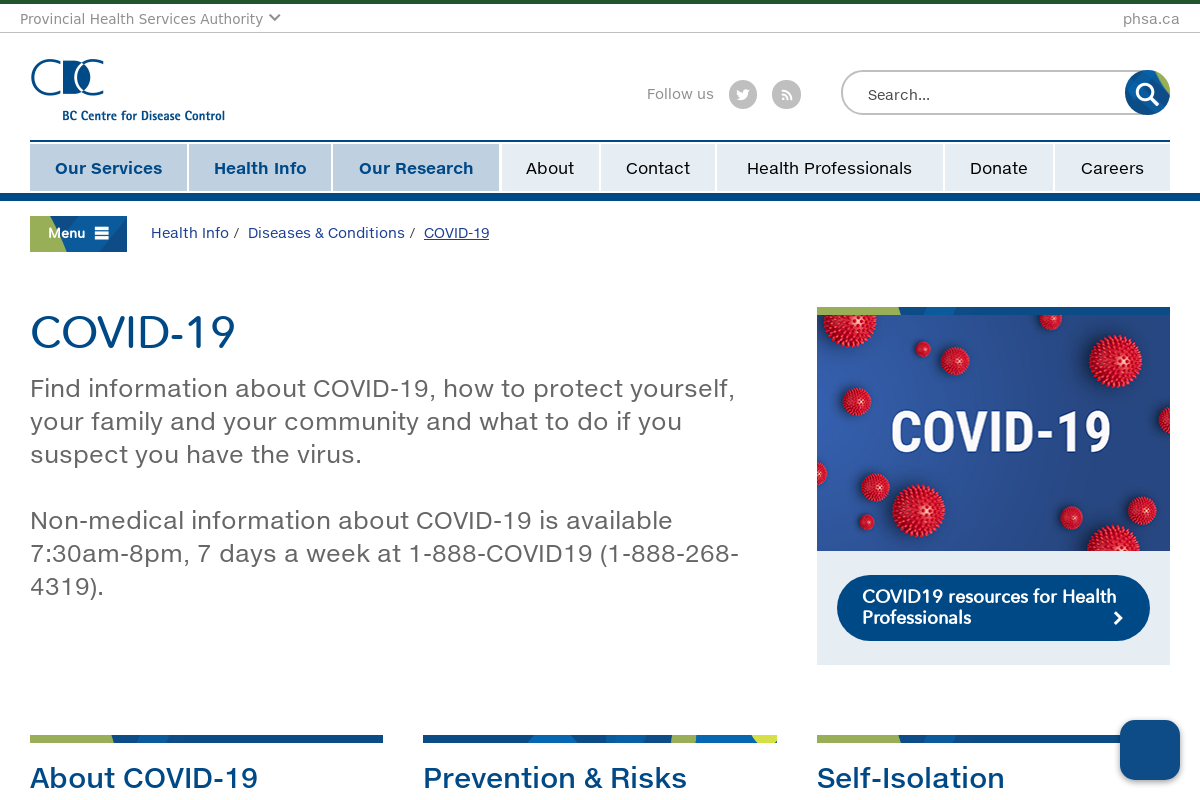 Provincial Health Services Authority
phsa.ca
CDC
BC Centre for Disease Control
Follow us
Search...
Our Services
Health Info
Our Research
About
Contact
Health Professionals
Donate
Careers
Menu
Health Info / Diseases & Conditions / COVID-19
COVID-19
Find information about COVID-19, how to protect yourself,
your family and your community and what to do if you
suspect you have the virus.
Non-medical information about COVID-19 is available
7:30am-8pm, 7 days a week at 1-888-COVID19 (1-888-268-
4319).
COVID-19
COVID19 resources for Health
Professionals
About COVID-19
Prevention & Risks
Self-Isolation